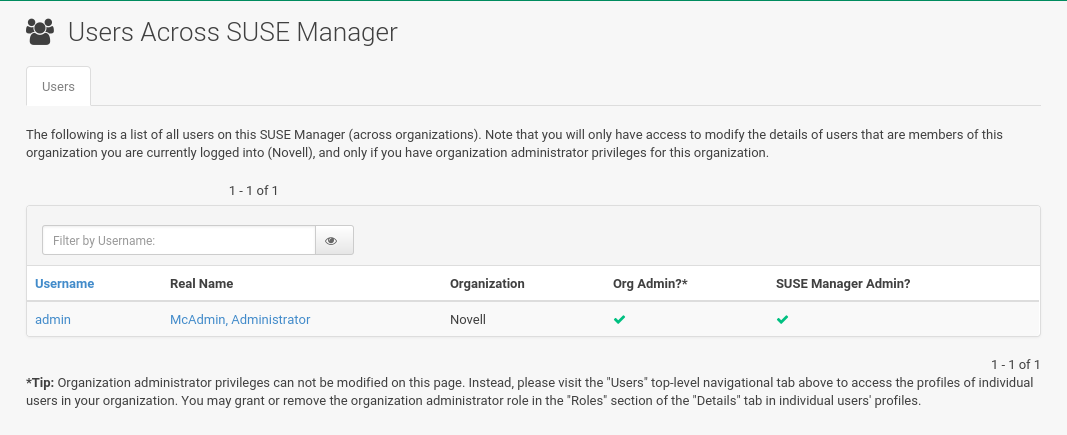 Users Across SUSE Manager
Users
The following is a list of all users on this SUSE Manager (across organizations). Note that you will only have access to modify the details of users that are members of this
organization you are currently logged into (Novell), and only if you have organization administrator privileges for this organization.
1 - 1 of 1
Filter by Username:
Username Real Name Organization Org Admin?* SUSE Manager Admin?
admin McAdmin, Administrator Novell
1 - 1 of 1
*Tip: Organization administrator privileges can not be modified on this page. Instead, please visit the "Users" top-level navigational tab above to access the profiles of individual
users in your organization. You may grant or remove the organization administrator role in the "Roles" section of the "Details" tab in individual users' profiles.